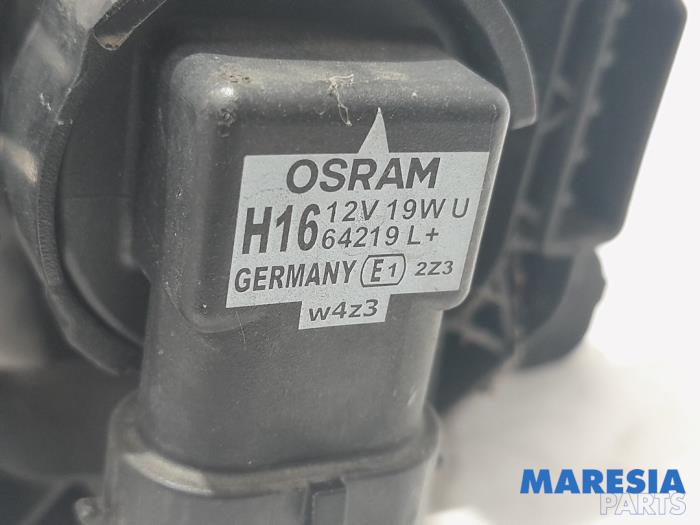 OSRAM
H16 12V 19W U
64219 L+
GERMANY E1 2Z3
w4z3
MARESIA
PARTS